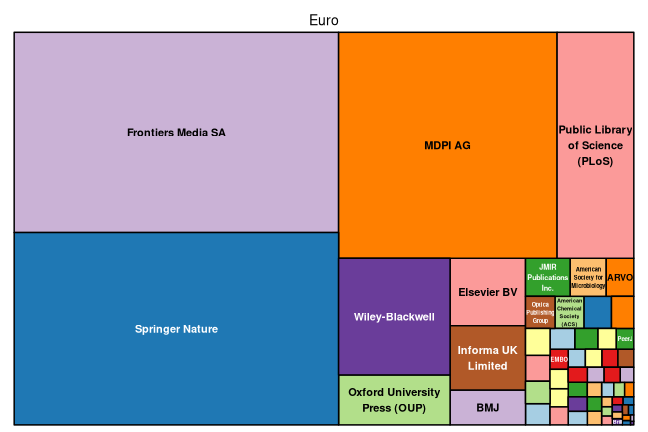 Euro
Frontiers Media SA
MDPI AG
Public Library
of Science
(PLoS)
Springer Nature
Wiley-Blackwell
Elsevier BV
JMIR
Publications
Inc.
American
Society for
Microbiology
ARVO
Optica
Publishing
Group
American
Chemical
Society
(ACS)
Informa UK
Limited
PeerJ
EMBO
Oxford University
Press (OUP)
BMJ